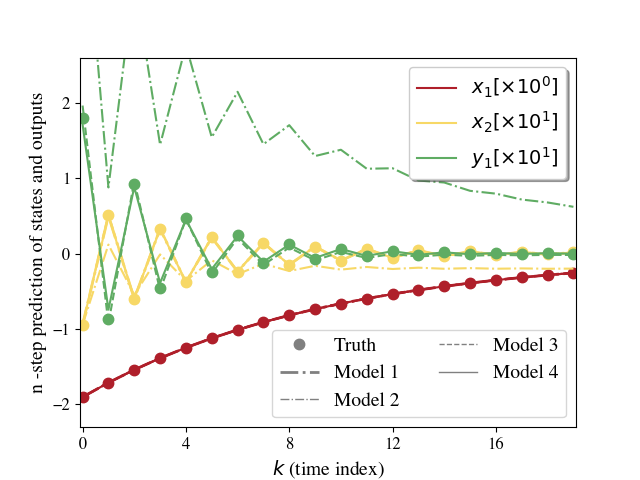 x₁[×10⁰]
x₂[×10¹]
y₁[×10¹]
2
1
0
−1
−2
n -step prediction of states and outputs
Truth
Model 1
Model 2
Model 3
Model 4
0 4 8 12 16
k (time index)